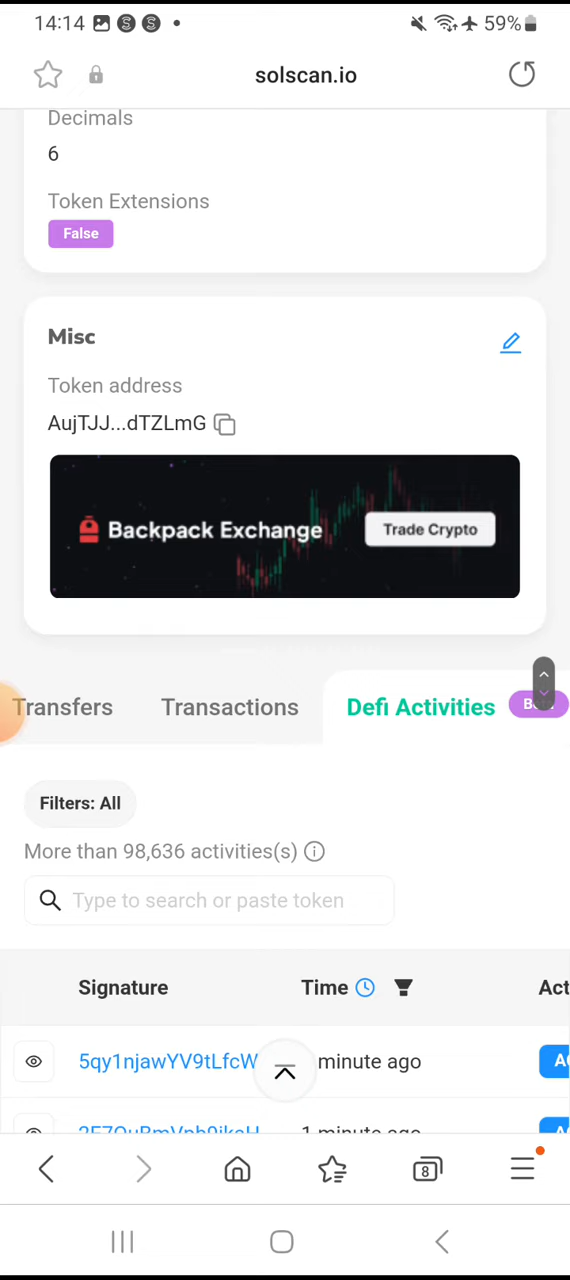 14:14
59%
solscan.io
Decimals
6
Token Extensions
False
Misc
Token address
AujTJJ...dTZLmG
Backpack Exchange
Trade Crypto
Transfers
Transactions
Defi Activities
Filters: All
More than 98,636 activities(s)
Type to search or paste token
Signature
Time
Act
5qy1njawYV9tLfcW
minute ago
1 minute ago
8